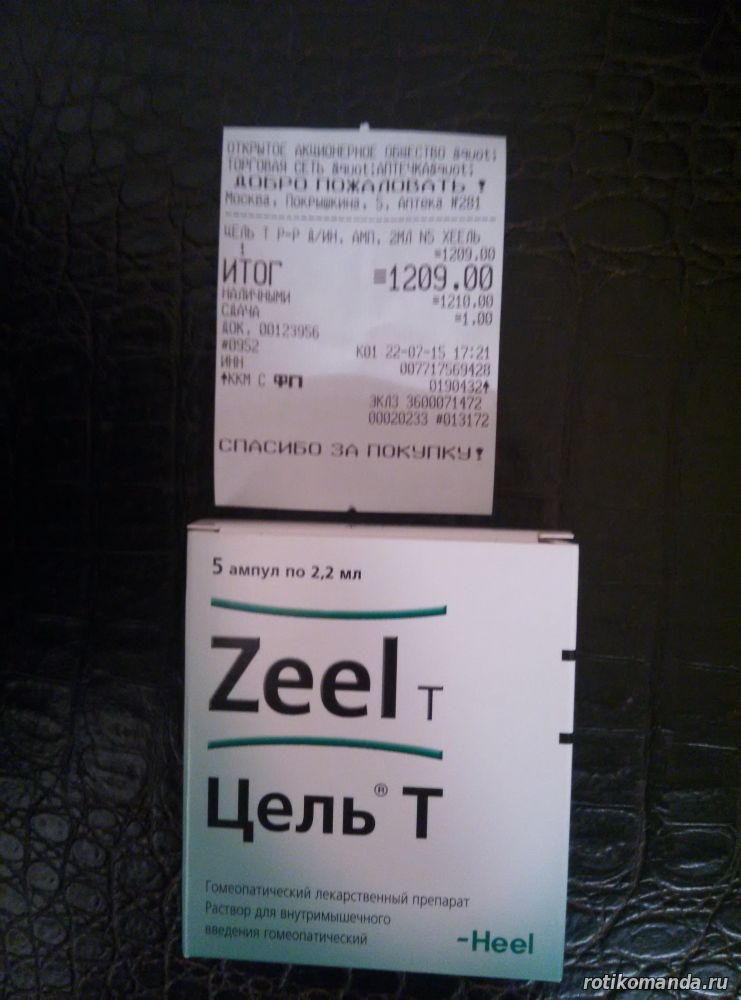 ОТКРЫТОЕ АКЦИОНЕРНОЕ ОБЩЕСТВО &quot;
ТОРГОВАЯ СЕТЬ &quot;АПТЕЧКА&quot;
ДОБРО ПОЖАЛОВАТЬ !
Москва, Покрышкина, 5, Аптека #281
ЦЕЛЬ Т Р-Р Д/ИН. АМП. 2МЛ N5 ХЕЕЛЬ
1 =1209.00
ИТОГ =1209.00
НАЛИЧНЫМИ =1210.00
СДАЧА =1.00
ДОК. 00123956
#0952 К01 22-07-15 17:21
ИНН 007717569428
↑ККМ С ФП 0190432↑
ЭКЛЗ 3600071472
00020233 #013172
СПАСИБО ЗА ПОКУПКУ!
5 ампул по 2,2 мл
Zeel T
Цель® Т
Гомеопатический лекарственный препарат
Раствор для внутримышечного
введения гомеопатический
-Heel
rotikomanda.ru